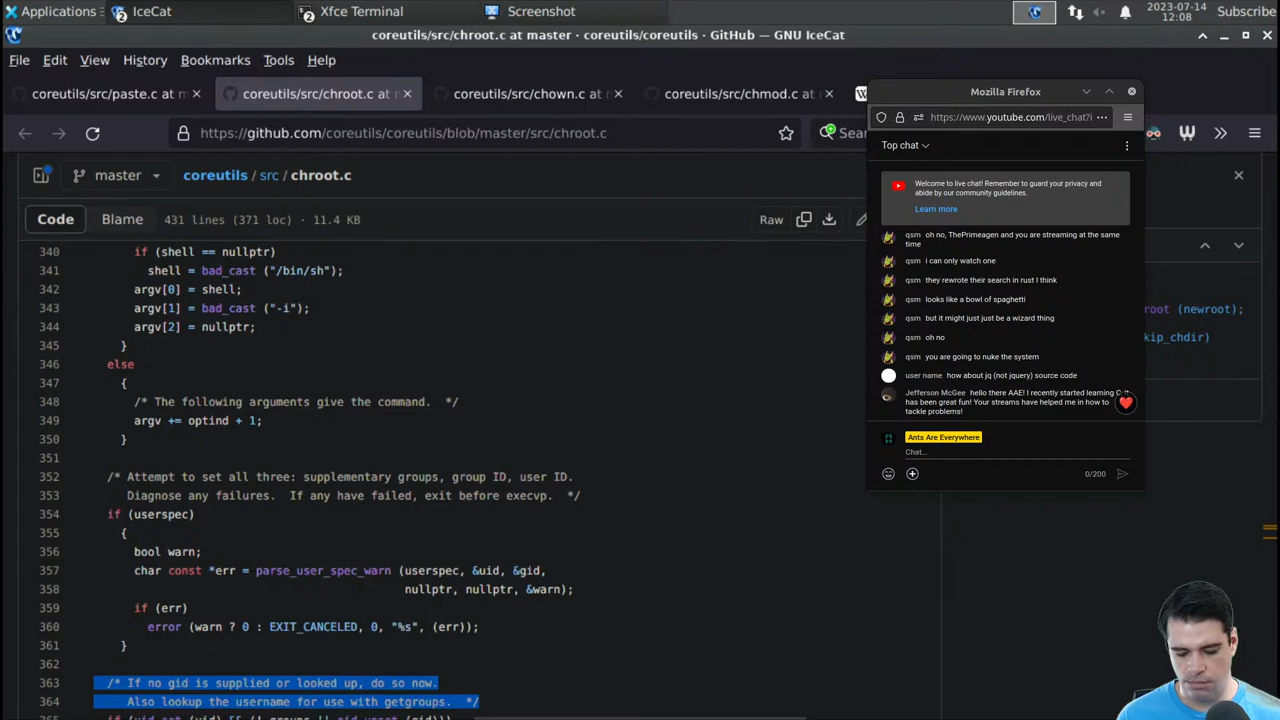 Applications
IceCat
Xfce Terminal
Screenshot
2023-07-14
12:08
Subscribe
coreutils/src/chroot.c at master · coreutils/coreutils · GitHub — GNU IceCat
File Edit View History Bookmarks Tools Help
coreutils/src/paste.c at m
coreutils/src/chroot.c at n
coreutils/src/chown.c at n
coreutils/src/chmod.c at n
https://github.com/coreutils/coreutils/blob/master/src/chroot.c
Sear
master
coreutils / src / chroot.c
Code Blame 431 lines (371 loc) · 11.4 KB
Raw
340 if (shell == nullptr)
341 shell = bad_cast ("/bin/sh");
342 argv[0] = shell;
343 argv[1] = bad_cast ("-i");
344 argv[2] = nullptr;
345 }
346 else
347 {
348 /* The following arguments give the command. */
349 argv += optind + 1;
350 }
351
352 /* Attempt to set all three: supplementary groups, group ID, user ID.
353 Diagnose any failures. If any have failed, exit before execvp. */
354 if (userspec)
355 {
356 bool warn;
357 char const *err = parse_user_spec_warn (userspec, &uid, &gid,
358 nullptr, nullptr, &warn);
359 if (err)
360 error (warn ? 0 : EXIT_CANCELED, 0, "%s", (err));
361 }
362
363 /* If no gid is supplied or looked up, do so now.
364 Also lookup the username for use with getgroups. */
root (newroot);
kip_chdir)
Mozilla Firefox
https://www.youtube.com/live_chat?i
Top chat
Welcome to live chat! Remember to guard your privacy and
abide by our community guidelines.
Learn more
qsm oh no, ThePrimeagen and you are streaming at the same
time
qsm i can only watch one
qsm they rewrote their search in rust I think
qsm looks like a bowl of spaghetti
qsm but it might just just be a wizard thing
qsm oh no
qsm you are going to nuke the system
user name how about jq (not jquery) source code
Jefferson McGee hello there AAE! I recently started learning C, it
has been great fun! Your streams have helped me in how to
tackle problems!
Ants Are Everywhere
Chat...
0/200